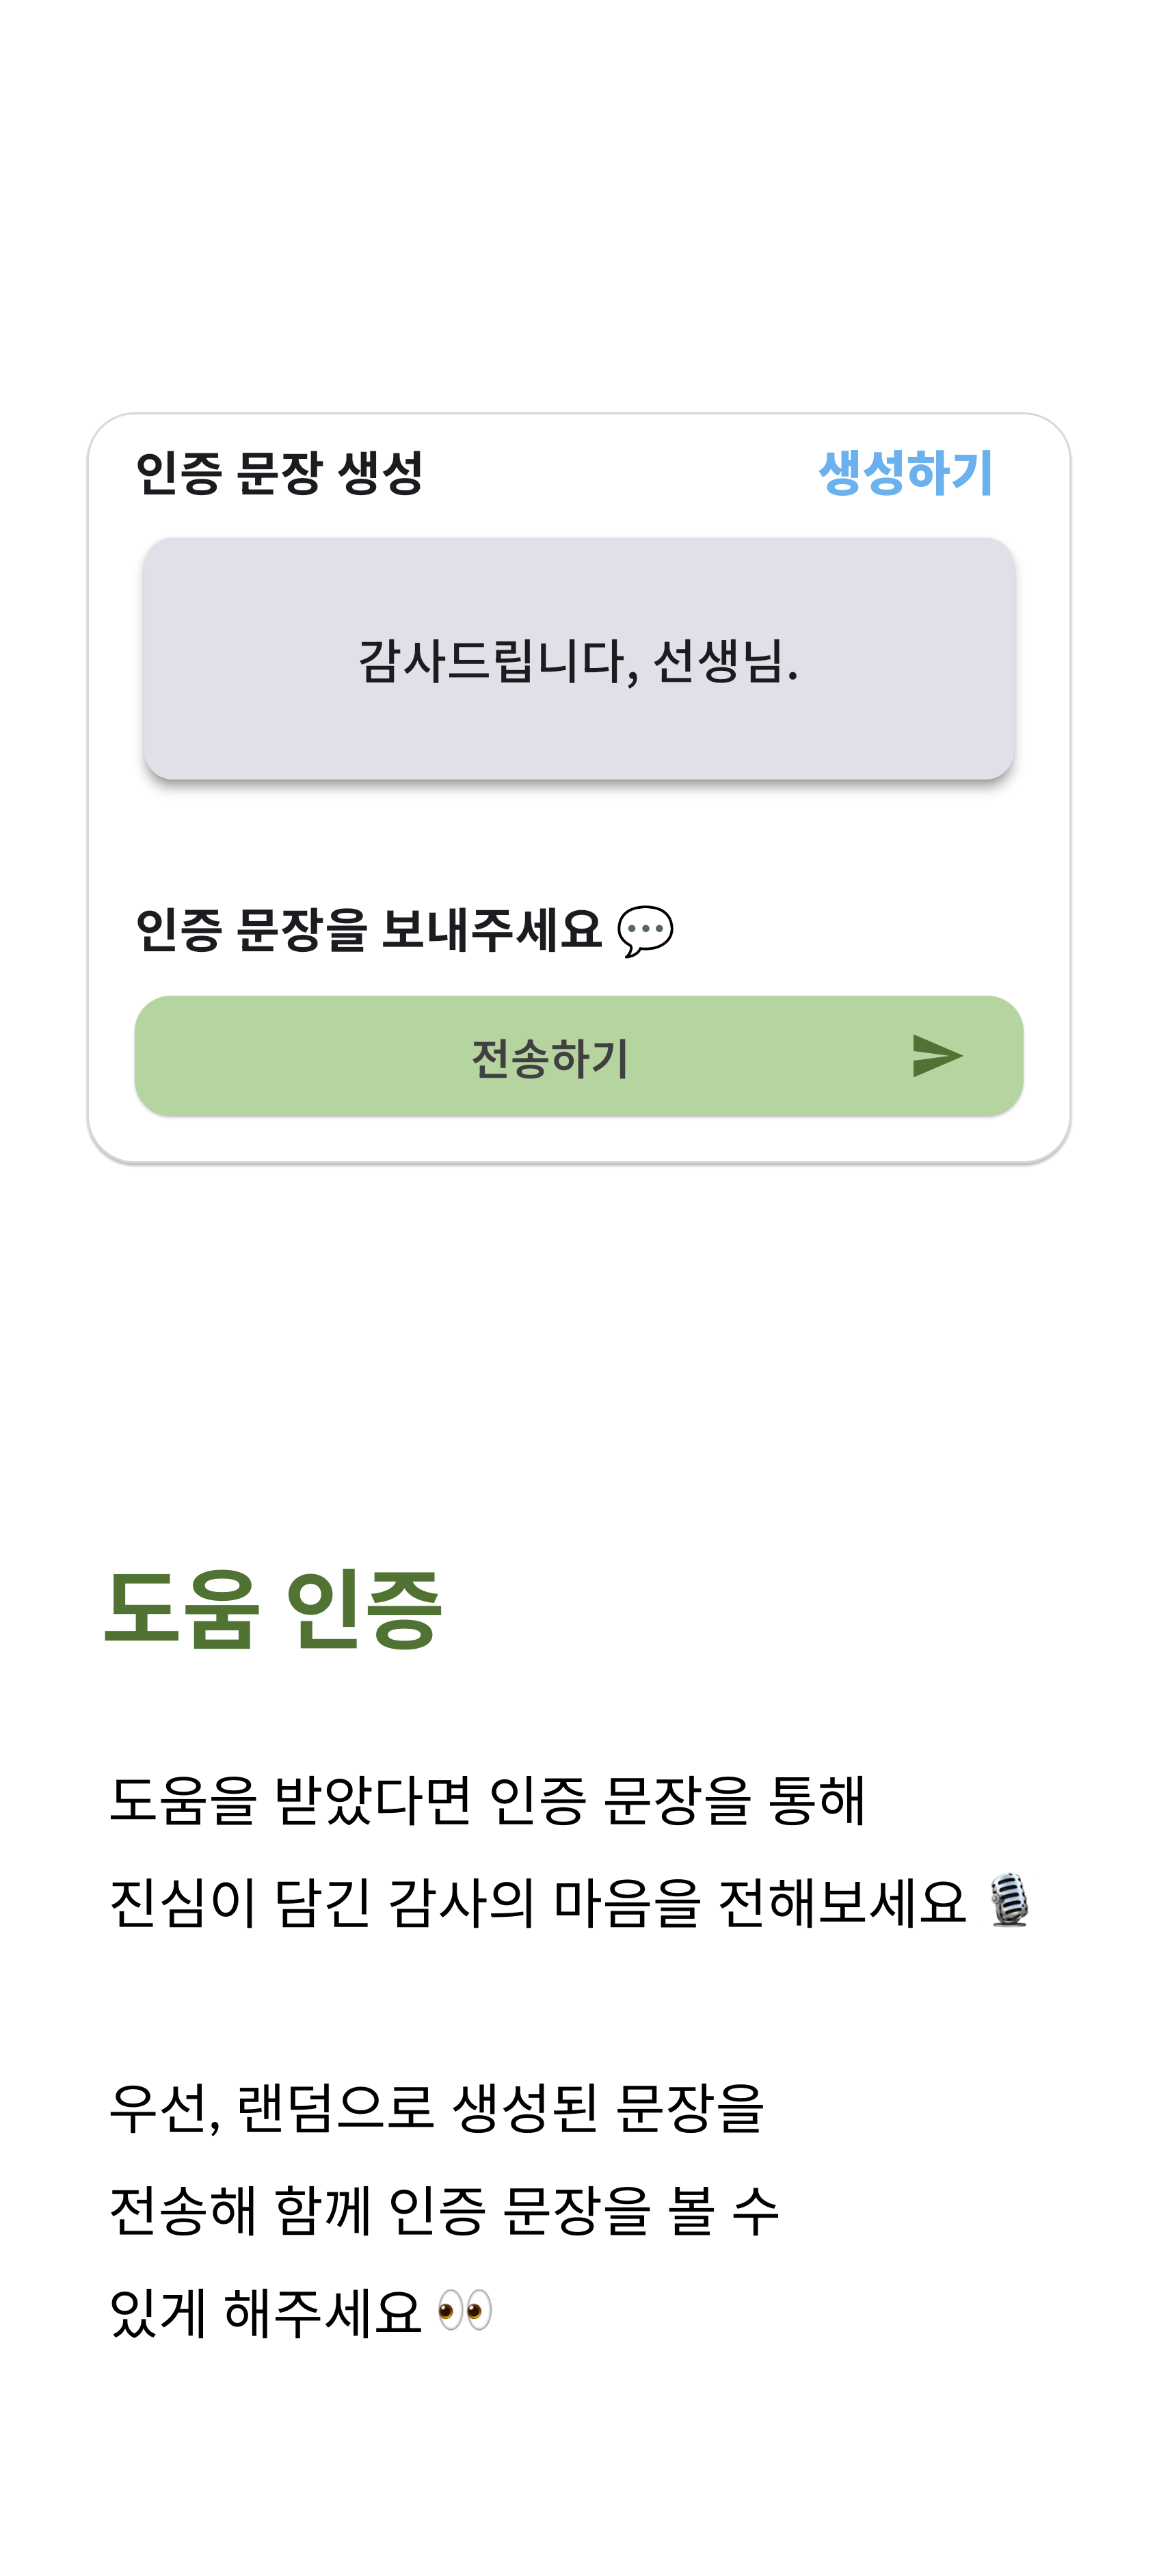 인증 문장 생성 생성하기
감사드립니다, 선생님.
인증 문장을 보내주세요 💬
전송하기
도움 인증
도움을 받았다면 인증 문장을 통해
진심이 담긴 감사의 마음을 전해보세요 🎙️
우선, 랜덤으로 생성된 문장을
전송해 함께 인증 문장을 볼 수
있게 해주세요 👀